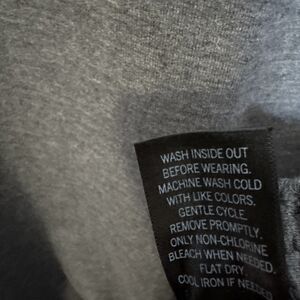 WASH INSIDE OUT
BEFORE WEARING.
MACHINE WASH COLD
WITH LIKE COLORS.
GENTLE CYCLE.
REMOVE PROMPTLY.
ONLY NON-CHLORINE
BLEACH WHEN NEEDED.
FLAT DRY.
COOL IRON IF NEEDED